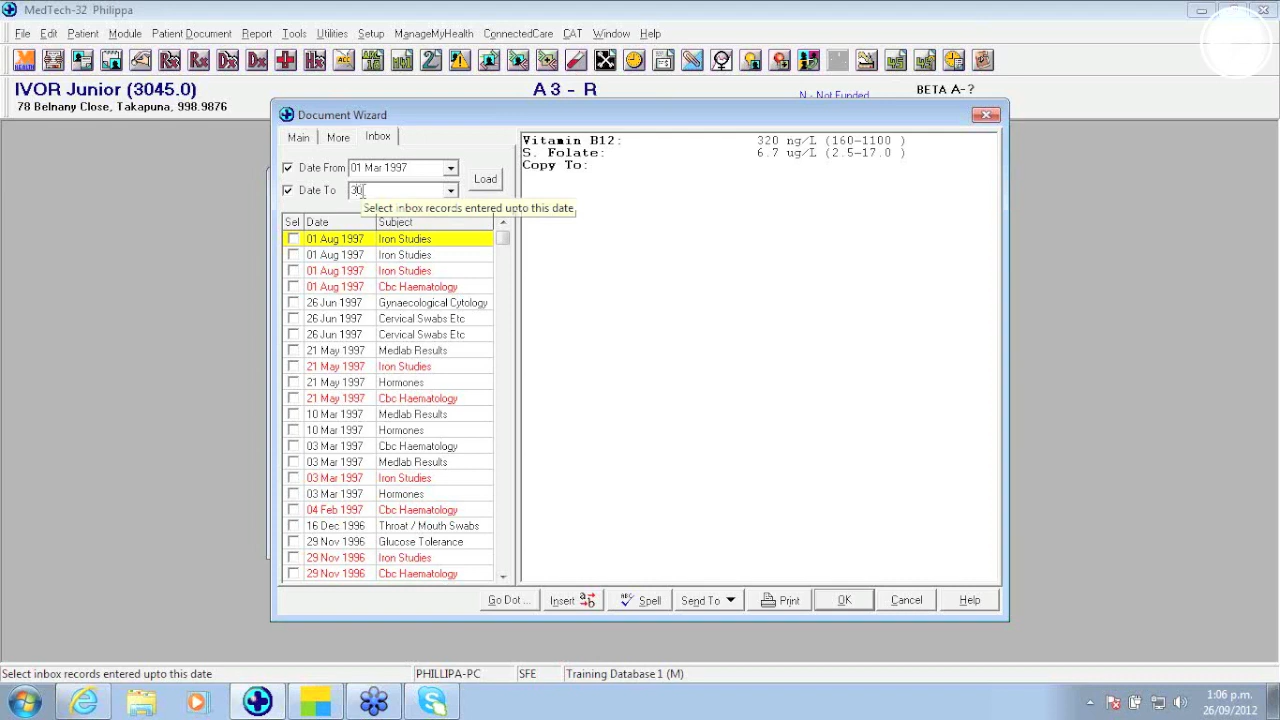 MedTech-32 Philippa
File Edit Patient Module Patient Document Report Tools Utilities Setup ManageMyHealth ConnectedCare CAT Window Help
IVOR Junior (3045.0) A 3 - R N - Not Funded BETA A-?
78 Belnany Close, Takapuna, 998.9876
Document Wizard
Main More Inbox
Date From 01 Mar 1997
Date To 30
Load
Select inbox records entered upto this date
Sel Date Subject
01 Aug 1997 Iron Studies
01 Aug 1997 Iron Studies
01 Aug 1997 Iron Studies
01 Aug 1997 Cbc Haematology
26 Jun 1997 Gynaecological Cytology
26 Jun 1997 Cervical Swabs Etc
26 Jun 1997 Cervical Swabs Etc
21 May 1997 Medlab Results
21 May 1997 Iron Studies
21 May 1997 Hormones
21 May 1997 Cbc Haematology
10 Mar 1997 Medlab Results
10 Mar 1997 Hormones
03 Mar 1997 Cbc Haematology
03 Mar 1997 Medlab Results
03 Mar 1997 Iron Studies
03 Mar 1997 Hormones
04 Feb 1997 Cbc Haematology
16 Dec 1996 Throat / Mouth Swabs
29 Nov 1996 Glucose Tolerance
29 Nov 1996 Iron Studies
29 Nov 1996 Cbc Haematology
Vitamin B12: 320 ng/L (160-1100 )
S. Folate: 6.7 ug/L (2.5-17.0 )
Copy To:
Go Dot ... Insert Spell Send To Print OK Cancel Help
Select inbox records entered upto this date PHILLIPA-PC SFE Training Database1 (M)
1:06 p.m.
26/09/2012